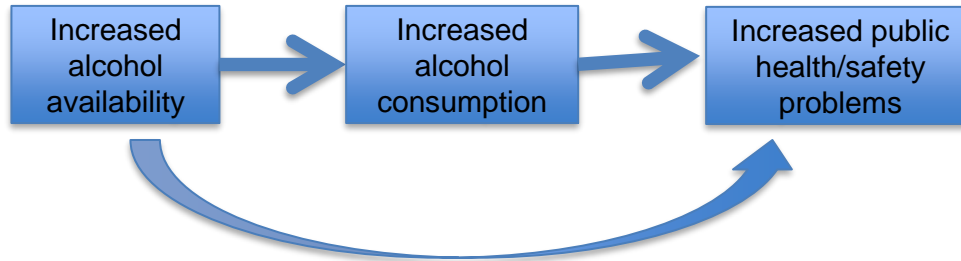 Increased
alcohol
availability
Increased
alcohol
consumption
Increased public
health/safety
problems